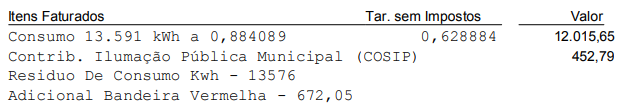 Itens Faturados Tar. sem Impostos Valor
Consumo 13.591 kWh a 0,884089 0,628884 12.015,65
Contrib. Ilumação Pública Municipal (COSIP) 452,79
Residuo De Consumo Kwh - 13576
Adicional Bandeira Vermelha - 672,05